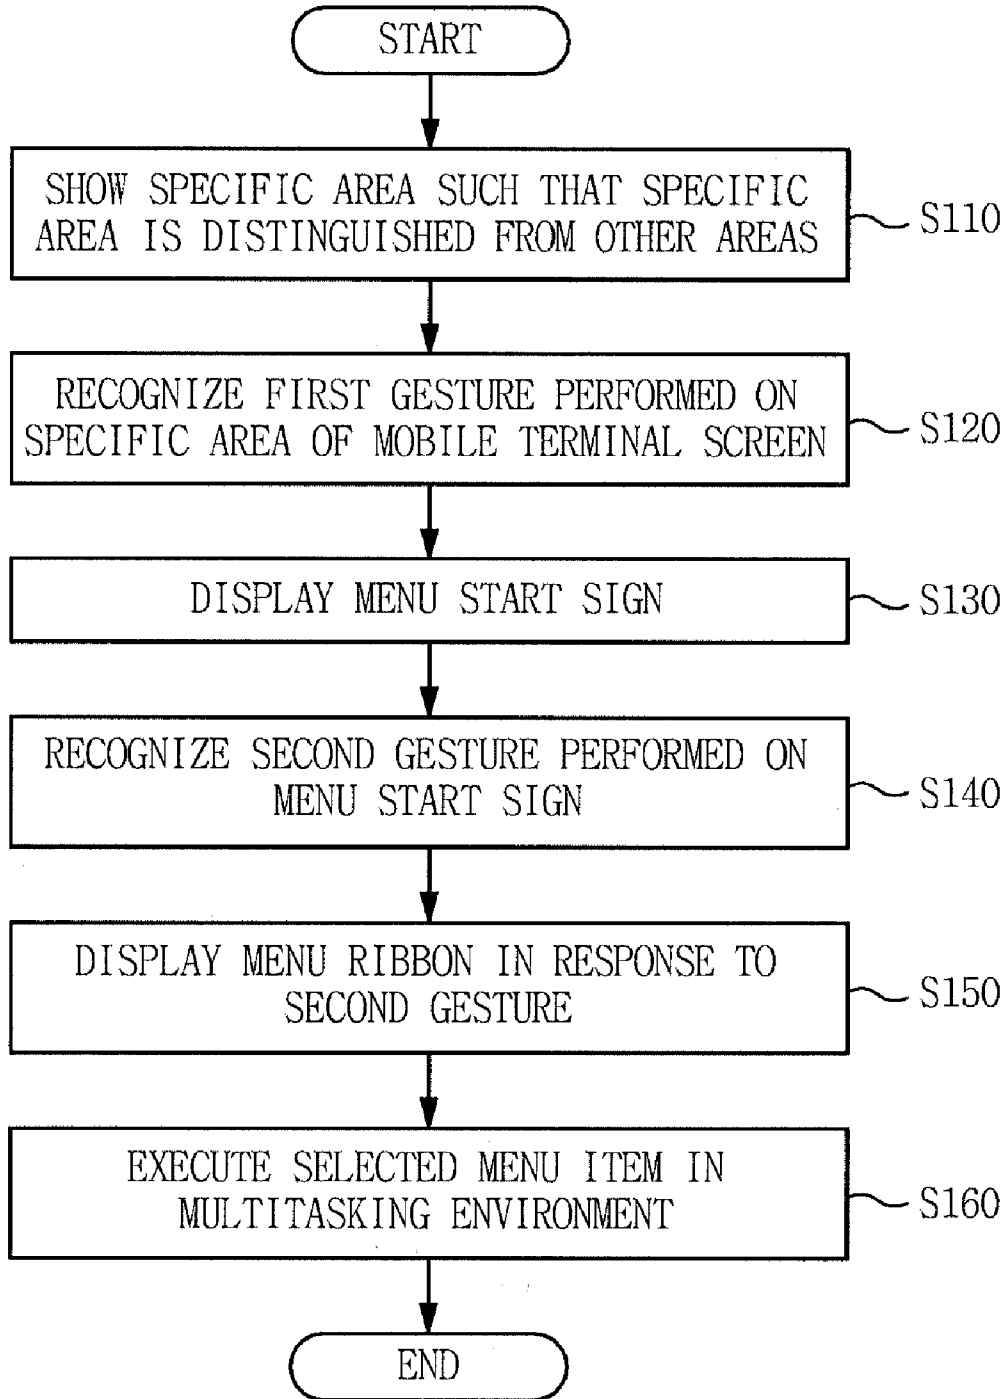 START
SHOW SPECIFIC AREA SUCH THAT SPECIFIC
AREA IS DISTINGUISHED FROM OTHER AREAS
S110
RECOGNIZE FIRST GESTURE PERFORMED ON
SPECIFIC AREA OF MOBILE TERMINAL SCREEN
S120
DISPLAY MENU START SIGN
S130
RECOGNIZE SECOND GESTURE PERFORMED ON
MENU START SIGN
S140
DISPLAY MENU RIBBON IN RESPONSE TO
SECOND GESTURE
S150
EXECUTE SELECTED MENU ITEM IN
MULTITASKING ENVIRONMENT
S160
END